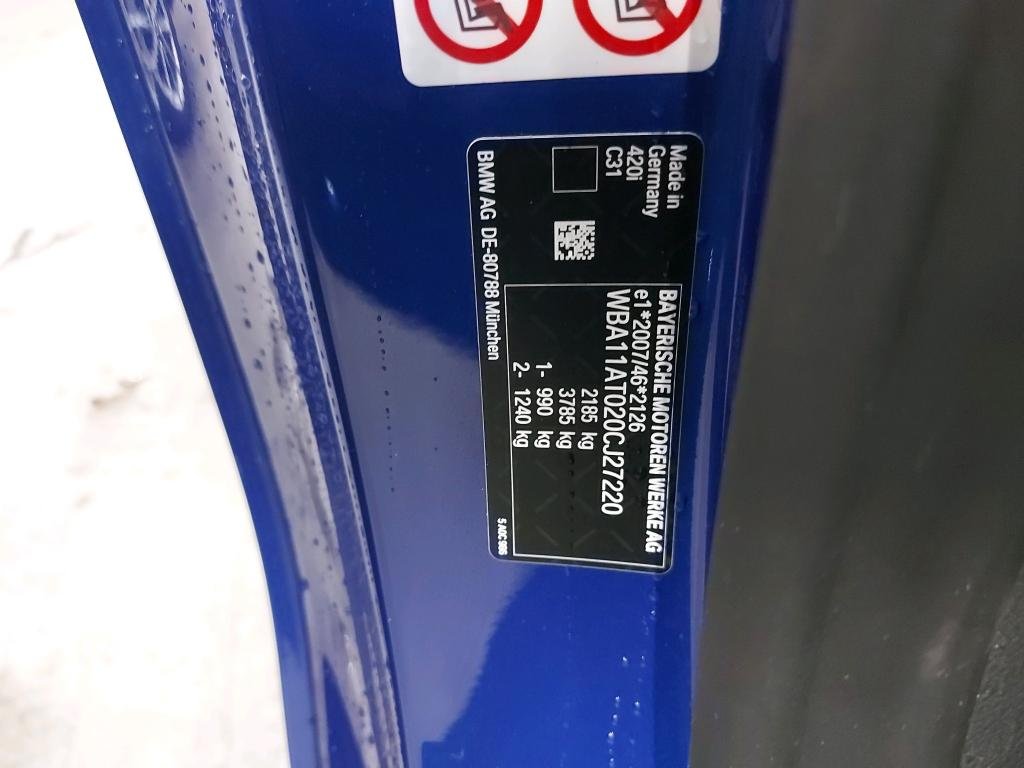 Made in
Germany
420i
C31
BAYERISCHE MOTOREN WERKE AG
e1*2007/46*2126
WBA11AT020CJ27220
2185 kg
3785 kg
1- 990 kg
2- 1240 kg
BMW AG DE-80788 München